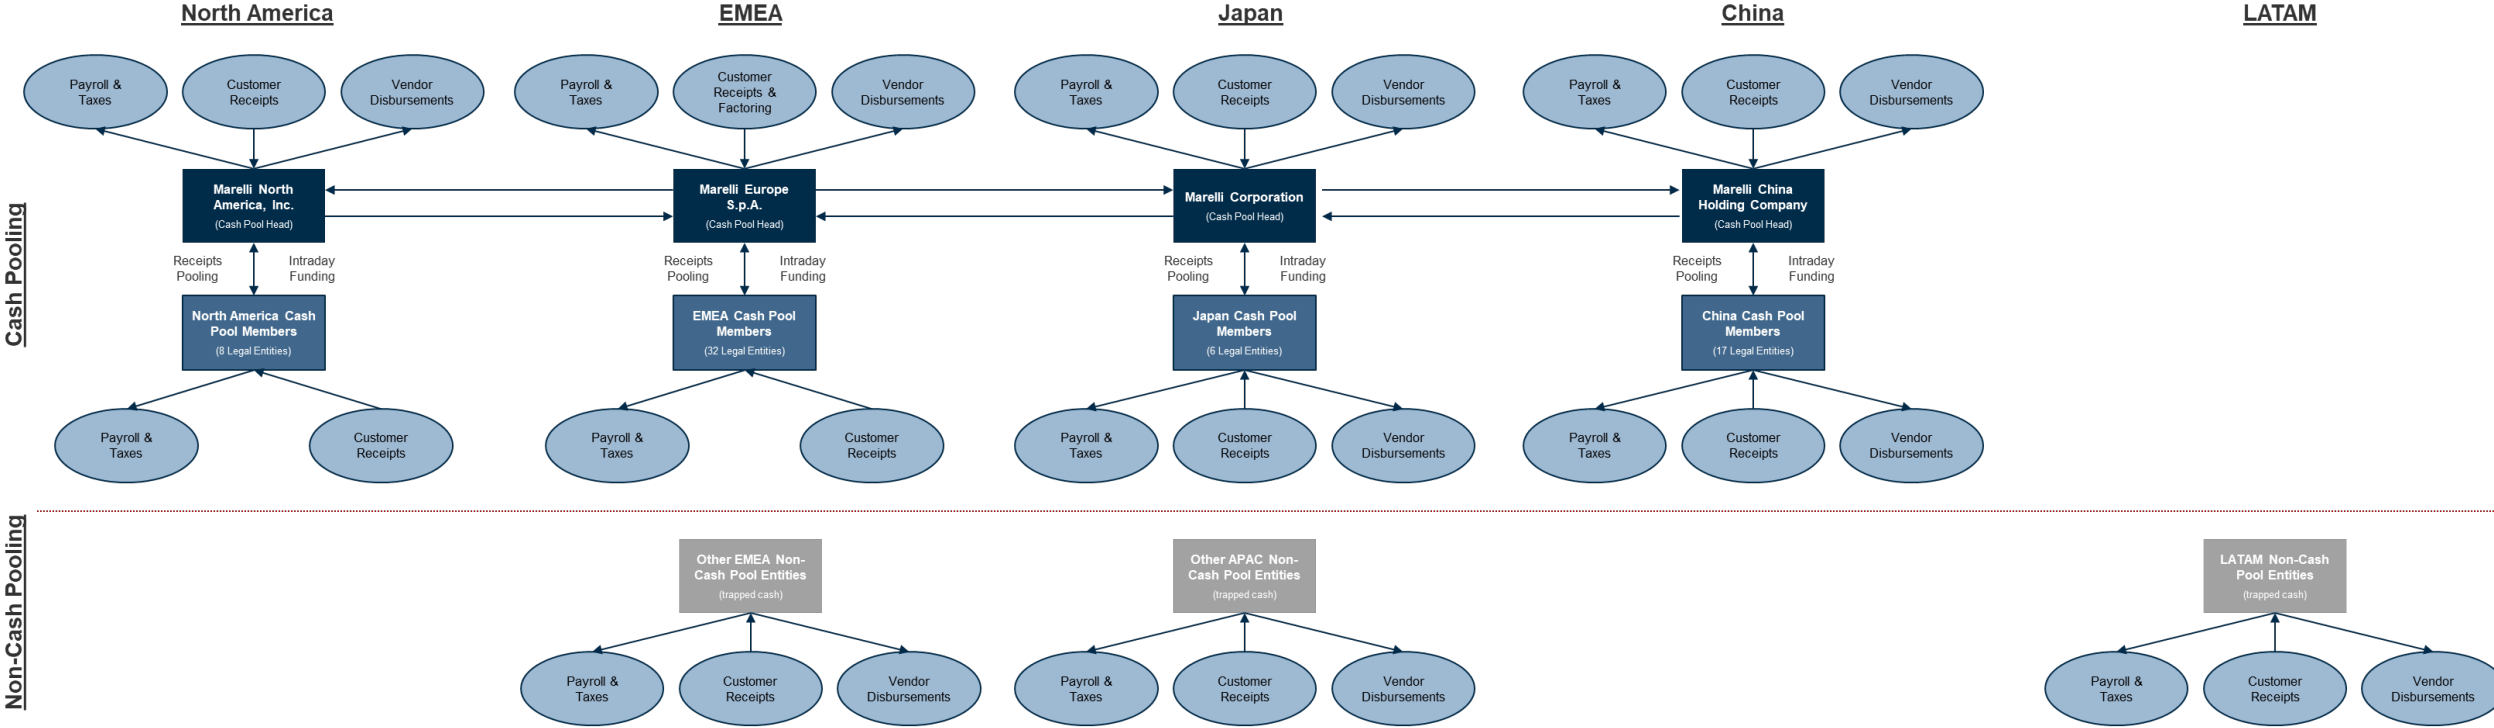 North America
EMEA
Japan
China
LATAM
Payroll &
Taxes
Customer
Receipts
Vendor
Disbursements
Payroll &
Taxes
Customer
Receipts &
Factoring
Vendor
Disbursements
Payroll &
Taxes
Customer
Receipts
Vendor
Disbursements
Payroll &
Taxes
Customer
Receipts
Vendor
Disbursements
Cash Pooling
Marelli North
America, Inc.
(Cash Pool Head)
Marelli Europe
S.p.A.
(Cash Pool Head)
Marelli Corporation
(Cash Pool Head)
Marelli China
Holding Company
(Cash Pool Head)
Receipts
Pooling
Intraday
Funding
Receipts
Pooling
Intraday
Funding
Receipts
Pooling
Intraday
Funding
Receipts
Pooling
Intraday
Funding
North America Cash
Pool Members
(8 Legal Entities)
EMEA Cash Pool
Members
(32 Legal Entities)
Japan Cash Pool
Members
(6 Legal Entities)
China Cash Pool
Members
(17 Legal Entities)
Payroll &
Taxes
Customer
Receipts
Payroll &
Taxes
Customer
Receipts
Payroll &
Taxes
Customer
Receipts
Vendor
Disbursements
Payroll &
Taxes
Customer
Receipts
Vendor
Disbursements
Non-Cash Pooling
Other EMEA Non-
Cash Pool Entities
(trapped cash)
Other APAC Non-
Cash Pool Entities
(trapped cash)
LATAM Non-Cash
Pool Entities
(trapped cash)
Payroll &
Taxes
Customer
Receipts
Vendor
Disbursements
Payroll &
Taxes
Customer
Receipts
Vendor
Disbursements
Payroll &
Taxes
Customer
Receipts
Vendor
Disbursements